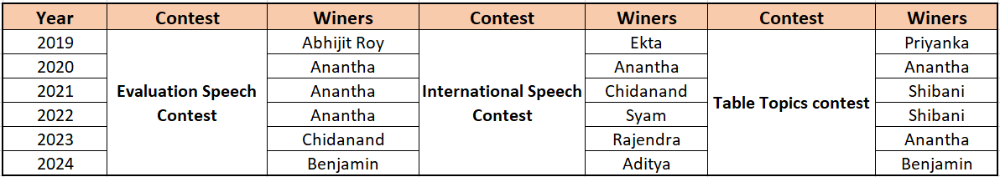 Year Contest Winers Contest Winers Contest Winers
2019 Abhijit Roy Ekta Priyanka
2020 Anantha Anantha Anantha
Evaluation Speech International Speech
2021 Anantha Chidanand Shibani
Table Topics contest
Contest Contest
2022 Anantha Syam Shibani
2023 Chidanand Rajendra Anantha
2024 Benjamin Aditya Benjamin